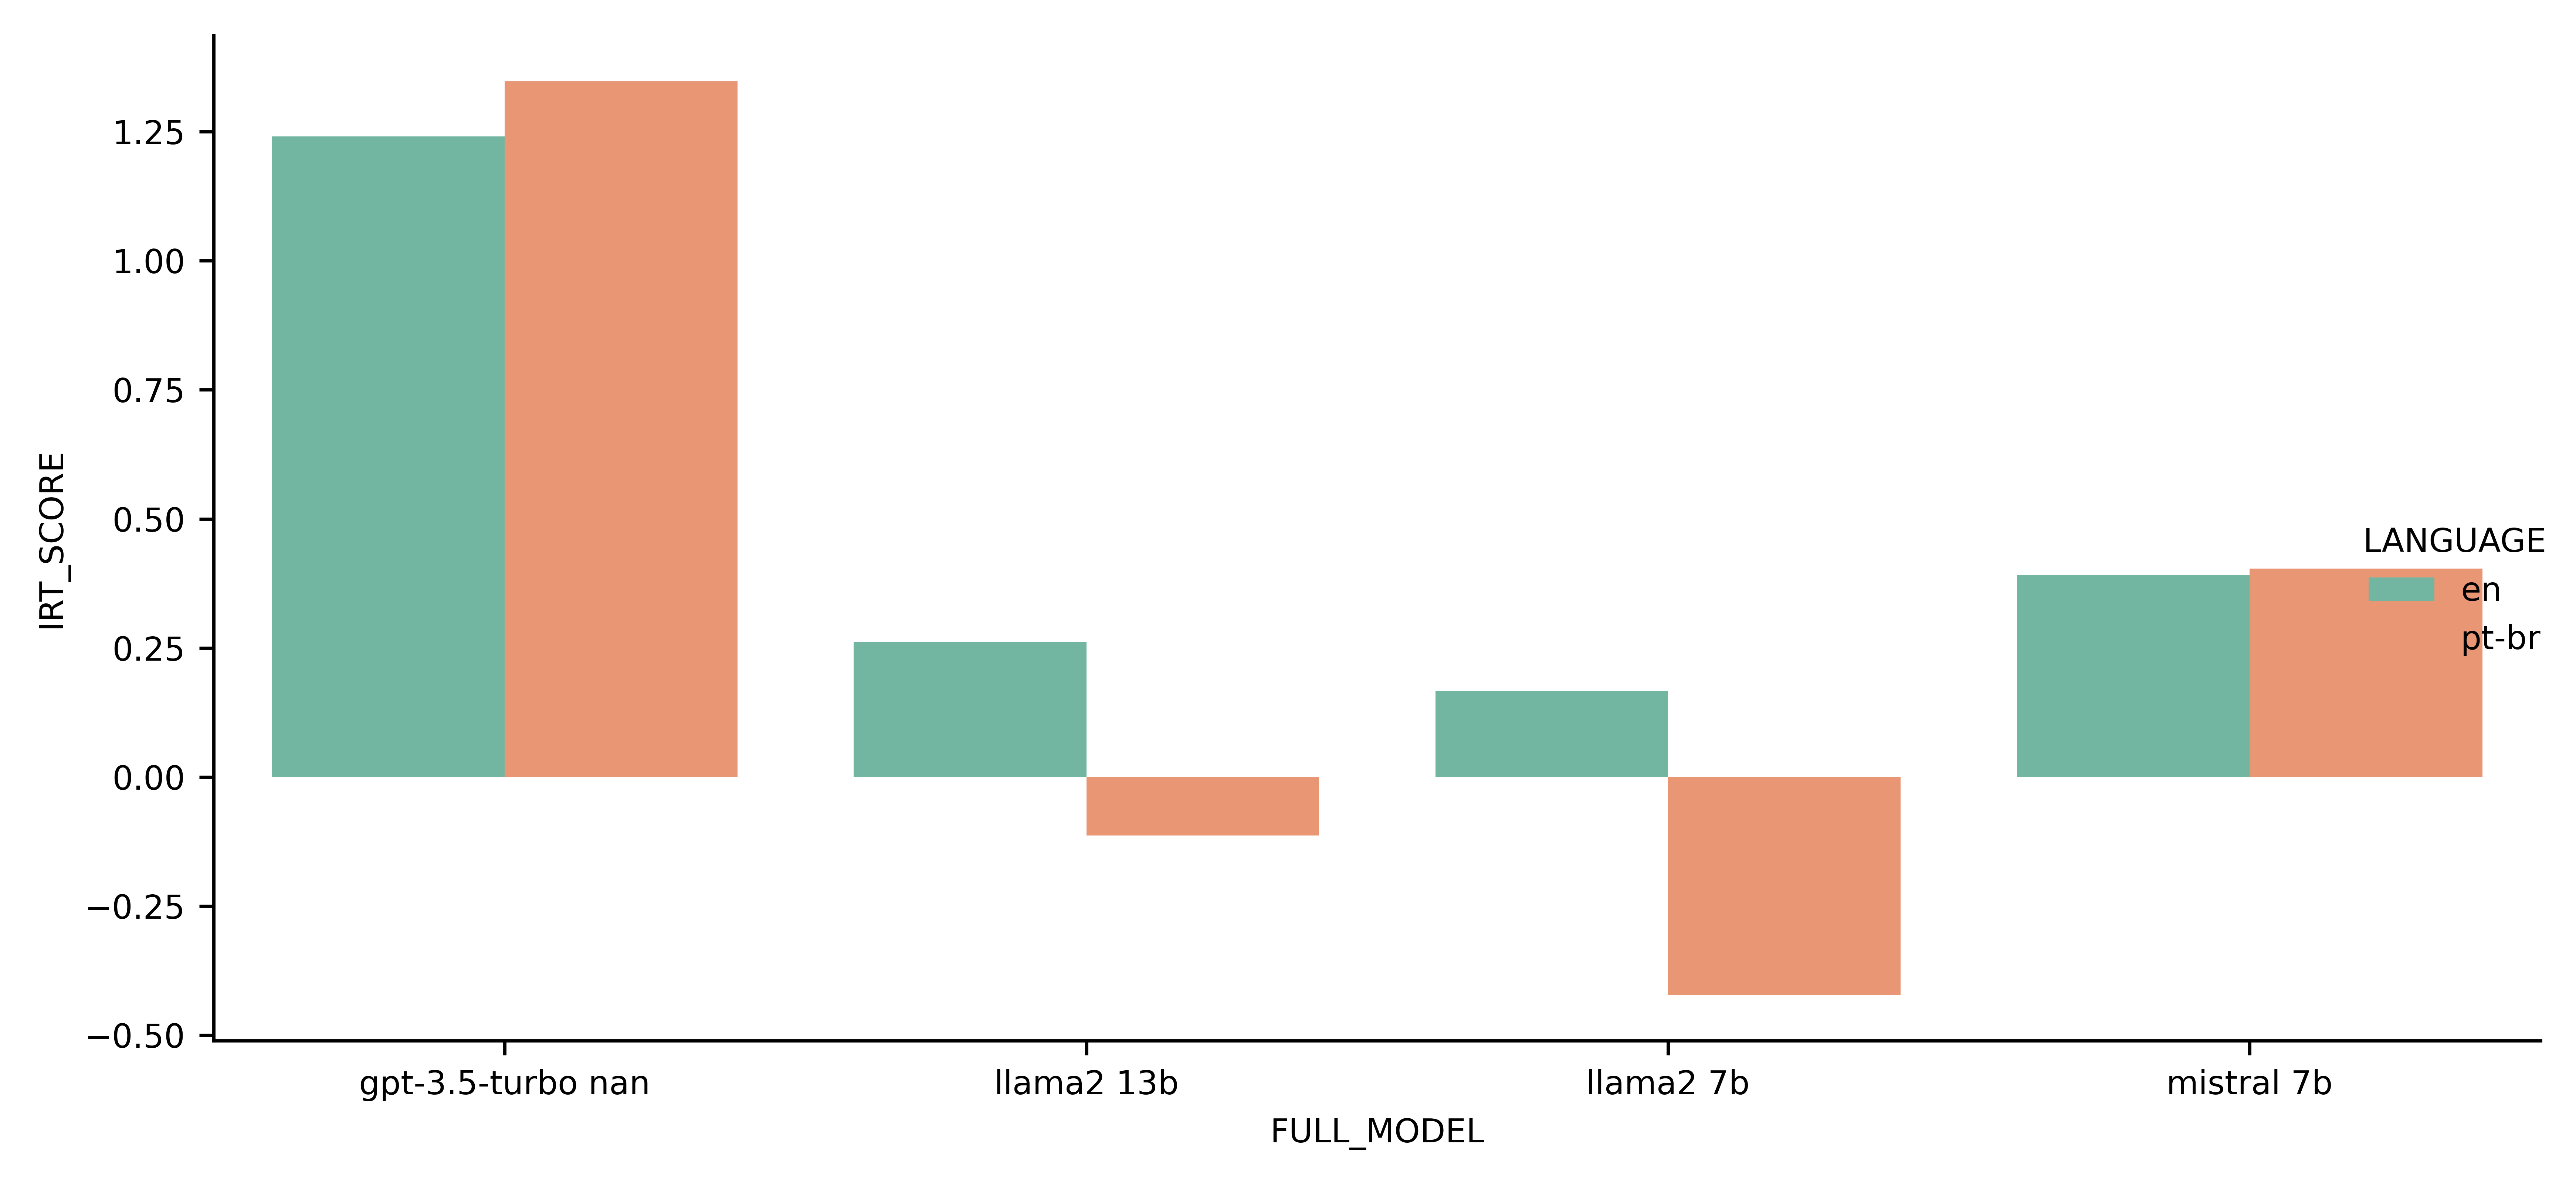 1.25
1.00
0.75
0.50
0.25
0.00
−0.25
−0.50
IRT_SCORE
LANGUAGE
en
pt-br
gpt-3.5-turbo nan
llama2 13b
llama2 7b
mistral 7b
FULL_MODEL